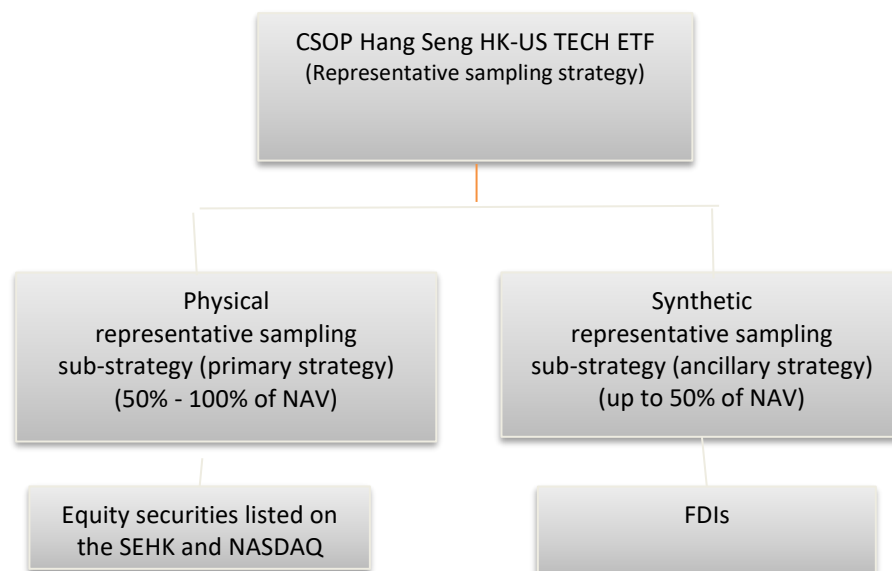 CSOP Hang Seng HK-US TECH ETF
(Representative sampling strategy)
Physical
representative sampling
sub-strategy (primary strategy)
(50% - 100% of NAV)
Synthetic
representative sampling
sub-strategy (ancillary strategy)
(up to 50% of NAV)
Equity securities listed on
the SEHK and NASDAQ
FDIs